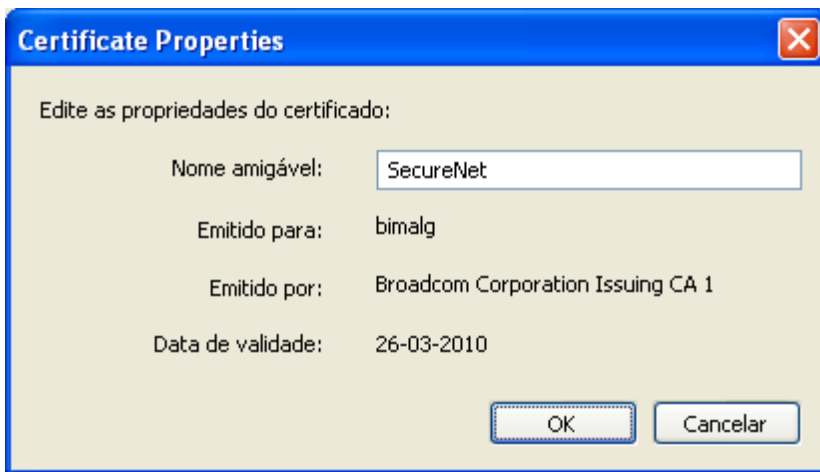 Certificate Properties
Edite as propriedades do certificado:
Nome amigável: SecureNet
Emitido para: bimalg
Emitido por: Broadcom Corporation Issuing CA 1
Data de validade: 26-03-2010
OK Cancelar